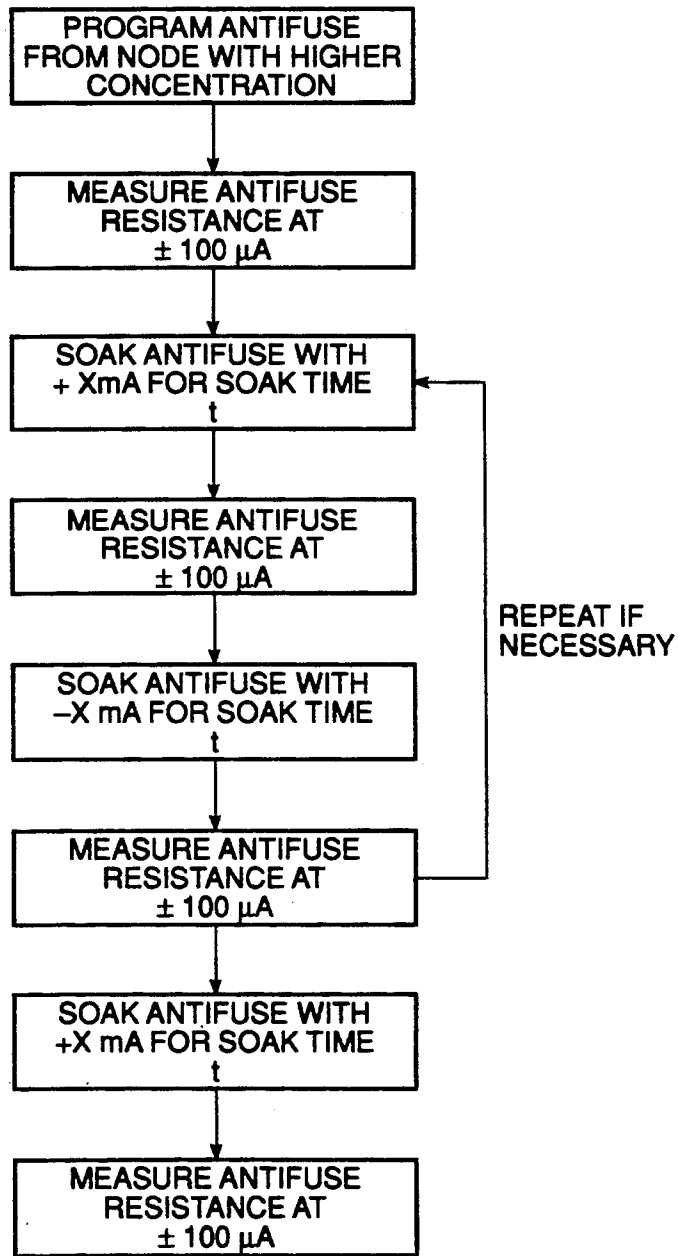 PROGRAM ANTIFUSE
FROM NODE WITH HIGHER
CONCENTRATION
MEASURE ANTIFUSE
RESISTANCE AT
± 100 µA
SOAK ANTIFUSE WITH
+ XmA FOR SOAK TIME
t
MEASURE ANTIFUSE
RESISTANCE AT
± 100 µA
REPEAT IF
NECESSARY
SOAK ANTIFUSE WITH
–X mA FOR SOAK TIME
t
MEASURE ANTIFUSE
RESISTANCE AT
± 100 µA
SOAK ANTIFUSE WITH
+X mA FOR SOAK TIME
t
MEASURE ANTIFUSE
RESISTANCE AT
± 100 µA